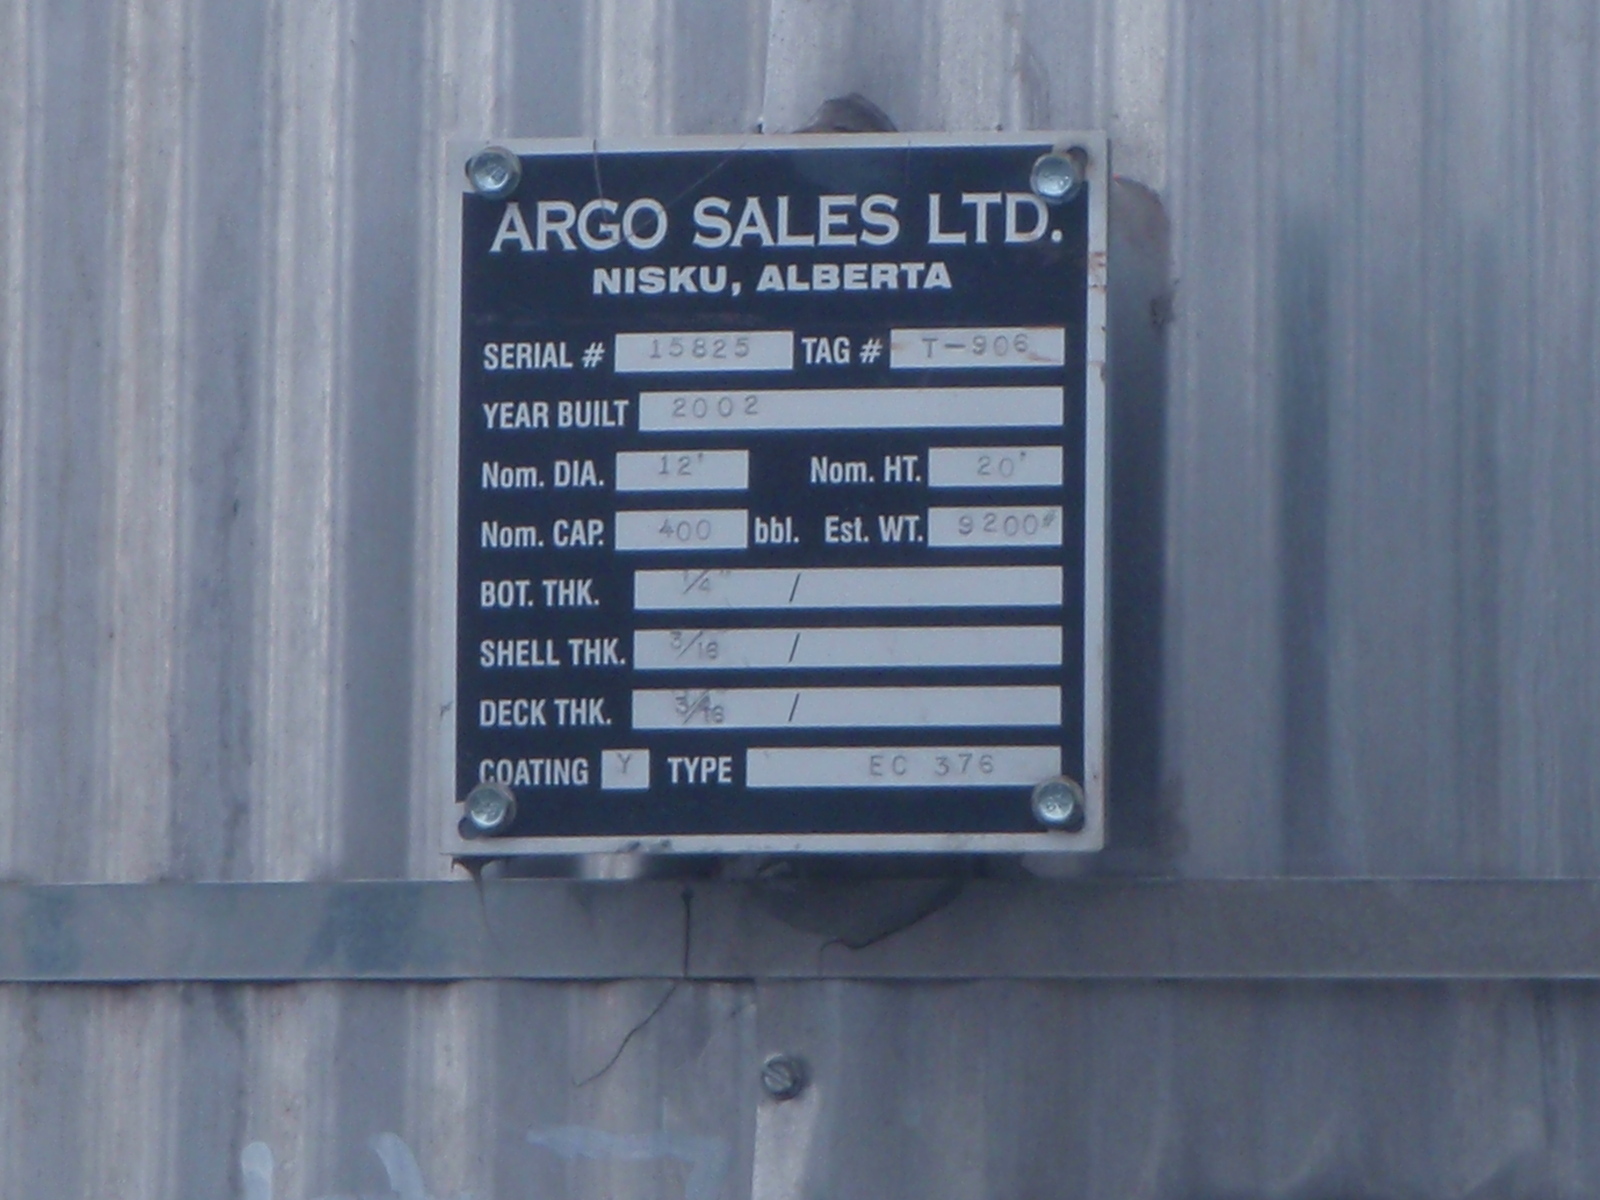 ARGO SALES LTD.
NISKU, ALBERTA
SERIAL # 15825 TAG # T-906
YEAR BUILT 2002
Nom. DIA. 12' Nom. HT. 20'
Nom. CAP. 400 bbl. Est. WT. 9200#
BOT. THK. 1/4" /
SHELL THK. 3/16 /
DECK THK. /
COATING Y TYPE EC 376